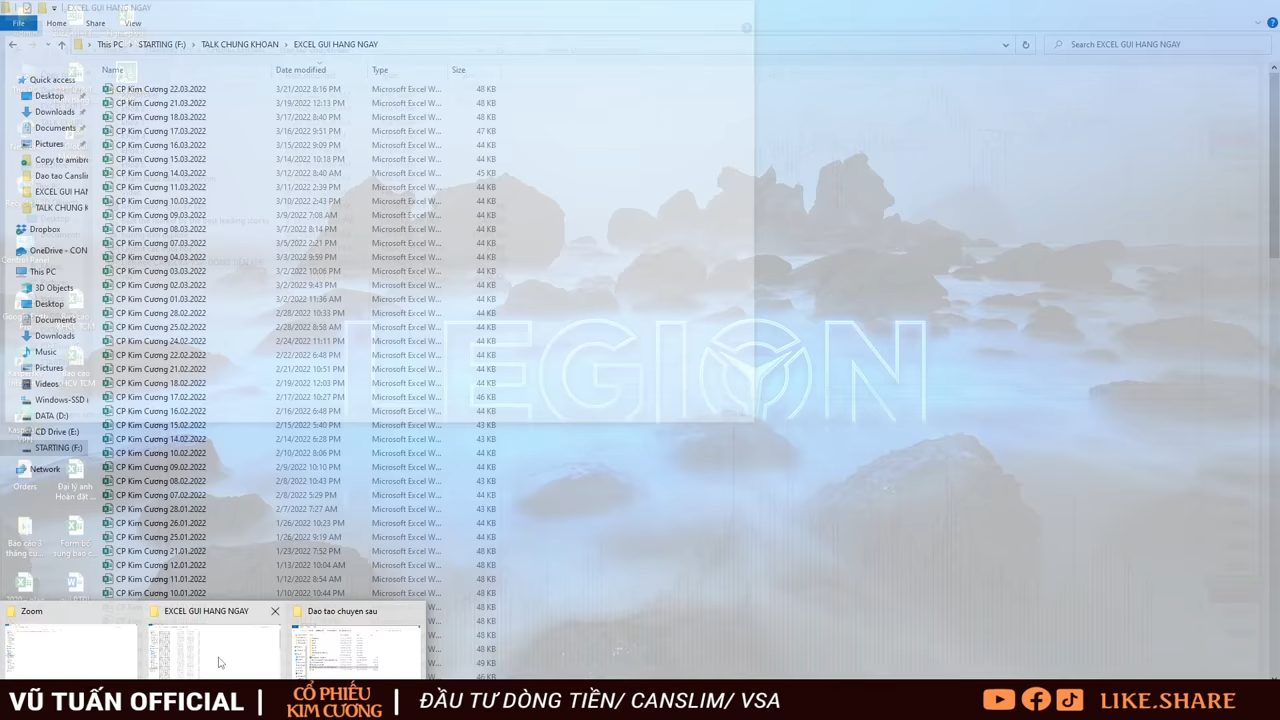 EXCEL GUI HANG NGAY
File Home Share View
This PC STARTING (F:) TALK CHUNG KHOAN EXCEL GUI HANG NGAY
Search EXCEL GUI HANG NGAY
Name Date modified Type Size
Quick access
Desktop
Downloads
Documents
Pictures
Copy to amibro
Dao tao Canslin
EXCEL GUI HAN
TALK CHUNG K
Dropbox
OneDrive - CON
This PC
3D Objects
Desktop
Documents
Downloads
Music
Pictures
Videos
Windows-SSD (
DATA (D:)
CD Drive (E:)
STARTING (F:)
Network
CP Kim Cương 22.03.2022 3/21/2022 8:16 PM Microsoft Excel W... 48 KB
CP Kim Cương 21.03.2022 3/19/2022 12:13 PM Microsoft Excel W... 48 KB
CP Kim Cương 18.03.2022 3/17/2022 8:40 PM Microsoft Excel W... 48 KB
CP Kim Cương 17.03.2022 3/16/2022 9:51 PM Microsoft Excel W... 47 KB
CP Kim Cương 16.03.2022 3/15/2022 9:09 PM Microsoft Excel W... 44 KB
CP Kim Cương 15.03.2022 3/14/2022 10:18 PM Microsoft Excel W... 44 KB
CP Kim Cương 14.03.2022 3/12/2022 8:40 PM Microsoft Excel W... 45 KB
CP Kim Cương 11.03.2022 3/11/2022 2:39 PM Microsoft Excel W... 44 KB
CP Kim Cương 10.03.2022 3/10/2022 2:43 PM Microsoft Excel W... 44 KB
CP Kim Cương 09.03.2022 3/9/2022 7:08 AM Microsoft Excel W... 44 KB
CP Kim Cương 08.03.2022 3/7/2022 8:14 PM Microsoft Excel W... 44 KB
CP Kim Cương 07.03.2022 3/5/2022 2:21 PM Microsoft Excel W... 44 KB
CP Kim Cương 04.03.2022 3/3/2022 9:59 PM Microsoft Excel W... 44 KB
CP Kim Cương 03.03.2022 3/2/2022 10:06 PM Microsoft Excel W... 44 KB
CP Kim Cương 02.03.2022 3/2/2022 9:43 PM Microsoft Excel W... 44 KB
CP Kim Cương 01.03.2022 3/2/2022 11:36 AM Microsoft Excel W... 44 KB
CP Kim Cương 28.02.2022 2/28/2022 10:33 PM Microsoft Excel W... 44 KB
CP Kim Cương 25.02.2022 2/28/2022 8:58 AM Microsoft Excel W... 44 KB
CP Kim Cương 24.02.2022 2/24/2022 11:11 PM Microsoft Excel W... 44 KB
CP Kim Cương 22.02.2022 2/22/2022 6:48 PM Microsoft Excel W... 44 KB
CP Kim Cương 21.02.2022 2/21/2022 10:51 PM Microsoft Excel W... 44 KB
CP Kim Cương 18.02.2022 2/19/2022 12:03 PM Microsoft Excel W... 44 KB
CP Kim Cương 17.02.2022 2/17/2022 10:27 PM Microsoft Excel W... 46 KB
CP Kim Cương 16.02.2022 2/16/2022 6:48 PM Microsoft Excel W... 44 KB
CP Kim Cương 15.02.2022 2/15/2022 5:40 PM Microsoft Excel W... 43 KB
CP Kim Cương 14.02.2022 2/14/2022 6:28 PM Microsoft Excel W... 43 KB
CP Kim Cương 10.02.2022 2/10/2022 8:06 PM Microsoft Excel W... 44 KB
CP Kim Cương 09.02.2022 2/9/2022 10:10 PM Microsoft Excel W... 44 KB
CP Kim Cương 08.02.2022 2/8/2022 10:43 PM Microsoft Excel W... 43 KB
CP Kim Cương 07.02.2022 2/8/2022 5:29 PM Microsoft Excel W... 44 KB
CP Kim Cương 28.01.2022 2/7/2022 7:27 AM Microsoft Excel W... 43 KB
CP Kim Cương 26.01.2022 1/26/2022 10:23 PM Microsoft Excel W... 44 KB
CP Kim Cương 25.01.2022 1/26/2022 9:19 AM Microsoft Excel W... 44 KB
CP Kim Cương 21.01.2022 1/23/2022 7:52 PM Microsoft Excel W... 48 KB
CP Kim Cương 12.01.2022 1/13/2022 10:04 AM Microsoft Excel W... 48 KB
CP Kim Cương 11.01.2022 1/12/2022 8:54 AM Microsoft Excel W... 48 KB
CP Kim Cương 10.01.2022 1/10/2022 10:44 PM Microsoft Excel W... 48 KB
LEGION
Orders
Đại lý anh
Hoàn đất ...
Báo cáo 3
tháng cu...
Form bổ
sung báo c...
Zoom EXCEL GUI HANG NGAY Dao tao chuyen sau
VŨ TUẤN OFFICIAL | CỔ PHIẾU KIM CƯƠNG | ĐẦU TƯ DÒNG TIỀN/ CANSLIM/ VSA LIKE.SHARE